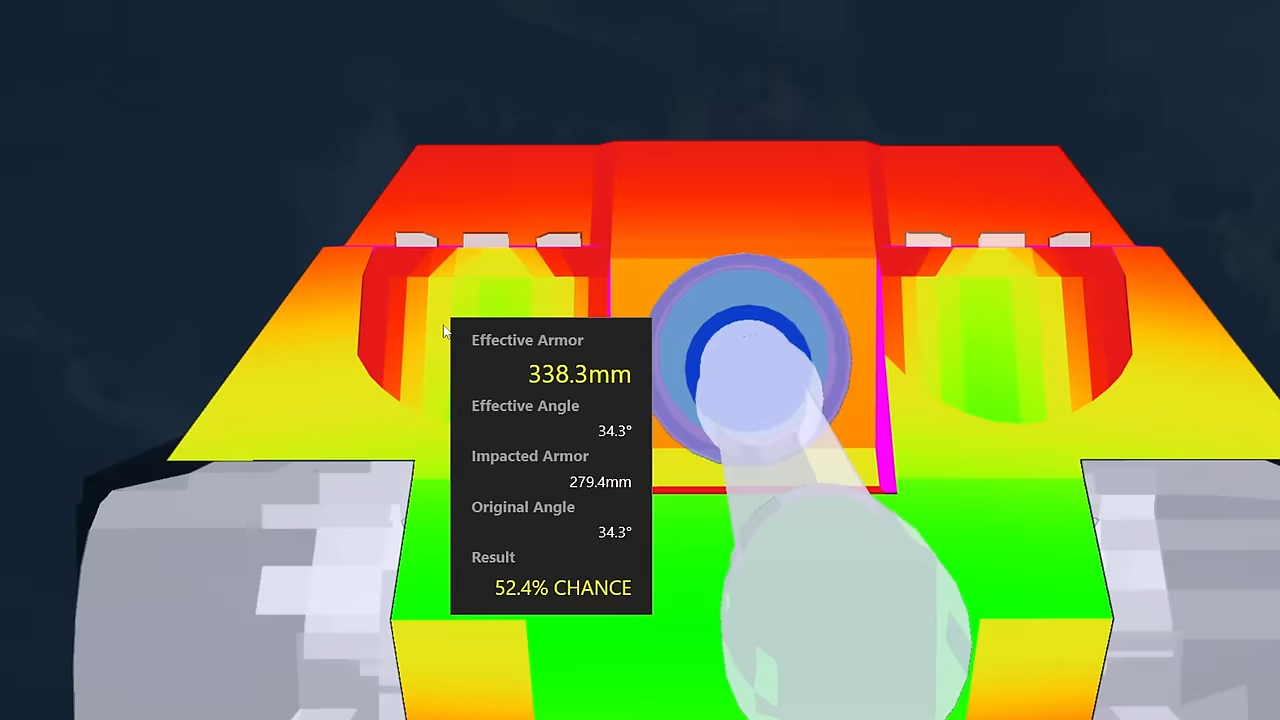 Effective Armor
338.3mm
Effective Angle
34.3°
Impacted Armor
279.4mm
Original Angle
34.3°
Result
52.4% CHANCE